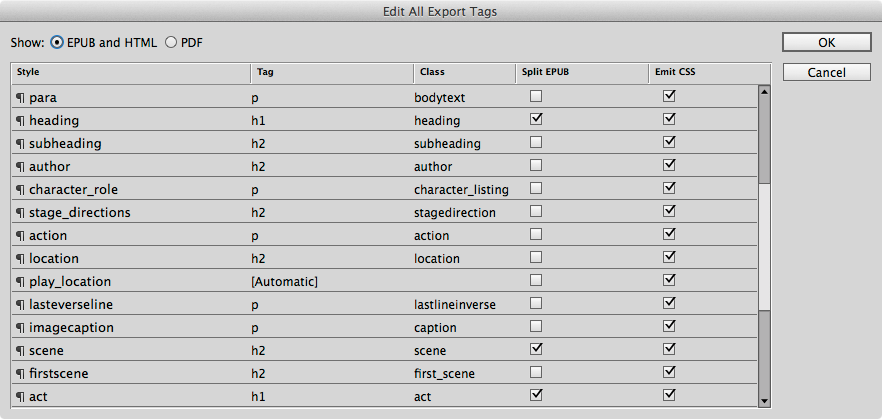 Edit All Export Tags
Show: EPUB and HTML PDF
OK
Cancel
Style Tag Class Split EPUB Emit CSS
¶ para p bodytext
¶ heading h1 heading
¶ subheading h2 subheading
¶ author h2 author
¶ character_role p character_listing
¶ stage_directions h2 stagedirection
¶ action p action
¶ location h2 location
¶ play_location [Automatic]
¶ lasteverseline p lastlineinverse
¶ imagecaption p caption
¶ scene h2 scene
¶ firstscene h2 first_scene
¶ act h1 act